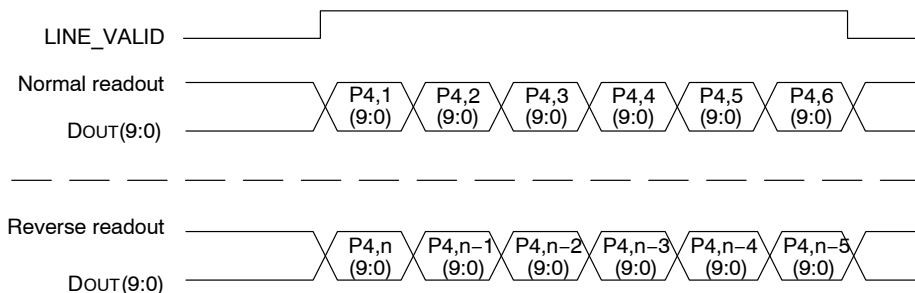 LINE_VALID
Normal readout
P4,1 P4,2 P4,3 P4,4 P4,5 P4,6
(9:0) (9:0) (9:0) (9:0) (9:0) (9:0)
DOUT(9:0)
Reverse readout
P4,n P4,n−1 P4,n−2 P4,n−3 P4,n−4 P4,n−5
(9:0) (9:0) (9:0) (9:0) (9:0) (9:0)
DOUT(9:0)